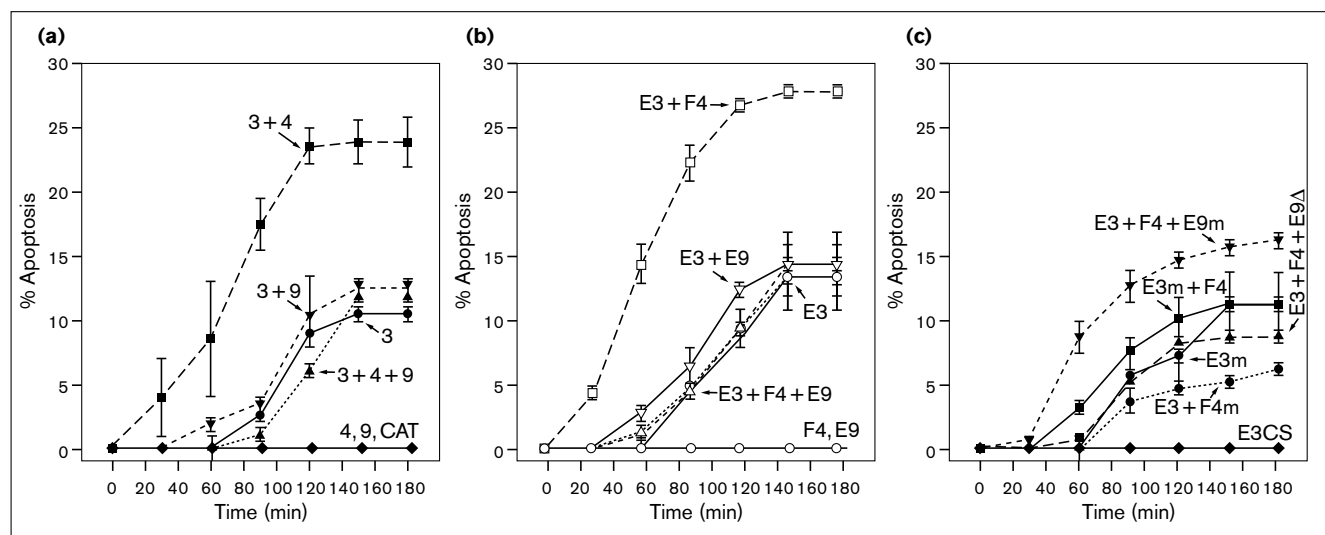 (a)
% Apoptosis
30
25
20
15
10
5
0
3+4
3+9
3
3+4+9
4, 9, CAT
0 20 40 60 80 100 120 140 160 180
Time (min)
(b)
% Apoptosis
30
25
20
15
10
5
0
E3+F4
E3+E9
E3
E3+F4+E9
F4, E9
0 20 40 60 80 100 120 140 160 180
Time (min)
(c)
% Apoptosis
30
25
20
15
10
5
0
E3+F4+E9m
E3m+F4
E3+F4+E9Δ
E3m
E3+F4m
E3CS
0 20 40 60 80 100 120 140 160 180
Time (min)